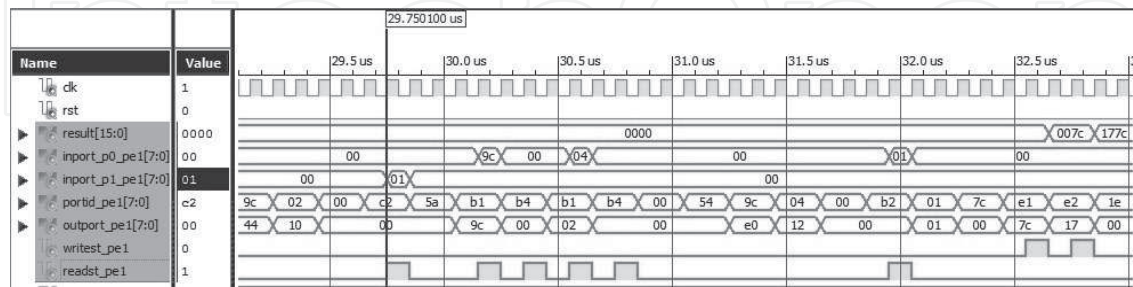 29.750100 us
Name Value 29.5 us 30.0 us 30.5 us 31.0 us 31.5 us 32.0 us 32.5 us
clk 1
rst 0
result[15:0] 0000 0000 007c 177c
inport_p0_pe1[7:0] 00 00 9c 00 04 00 01 00
inport_p1_pe1[7:0] 01 00 01 00
portid_pe1[7:0] c2 9c 02 00 c2 5a b1 b4 b1 b4 00 54 9c 04 00 b2 01 7c e1 e2 1e
outport_pe1[7:0] 00 44 10 00 9c 00 02 00 e0 12 00 01 00 7c 17 00
writest_pe1 0
readst_pe1 1